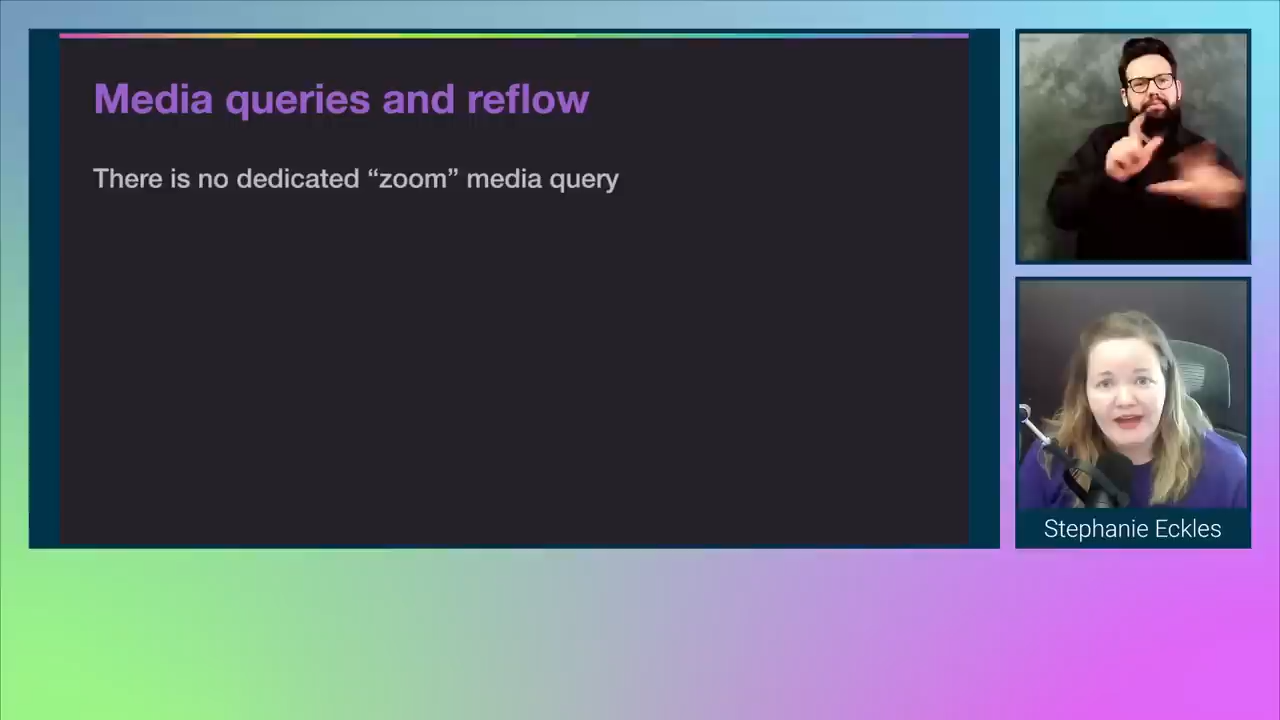 Media queries and reflow
There is no dedicated “zoom” media query
Stephanie Eckles